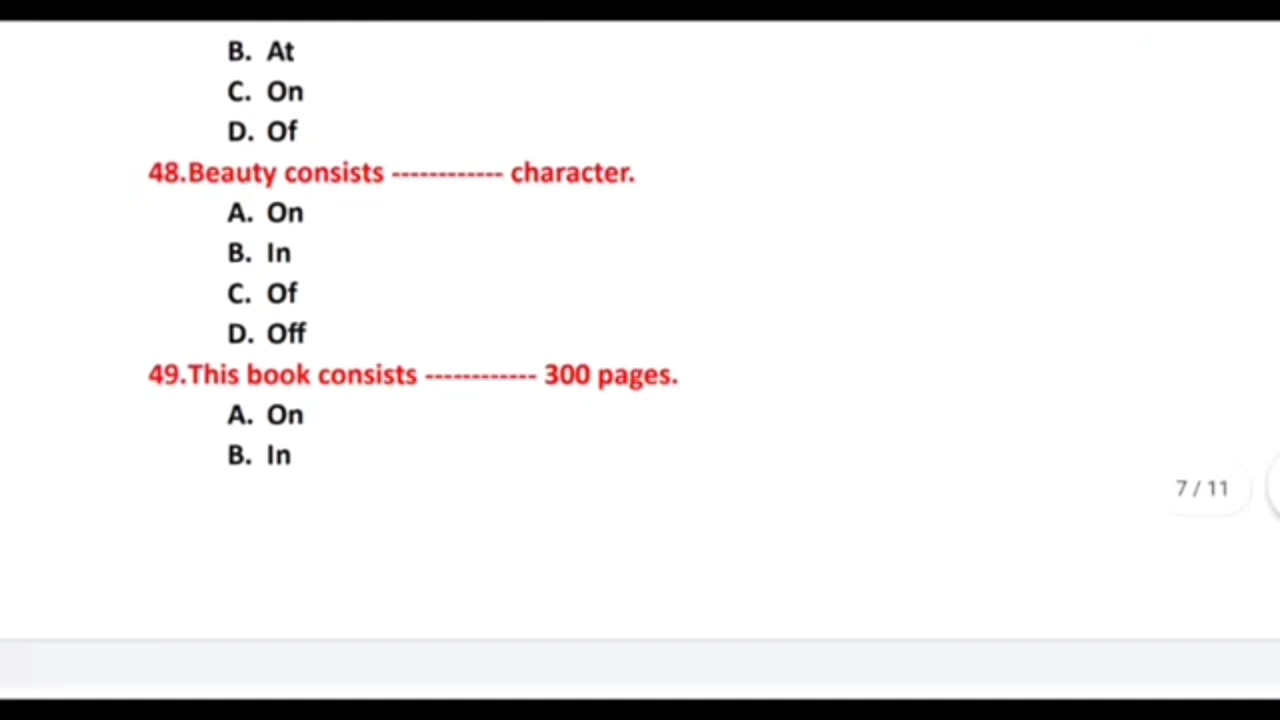 B. At
C. On
D. Of
48.Beauty consists ------------ character.
A. On
B. In
C. Of
D. Off
49.This book consists ------------ 300 pages.
A. On
B. In
7 / 11